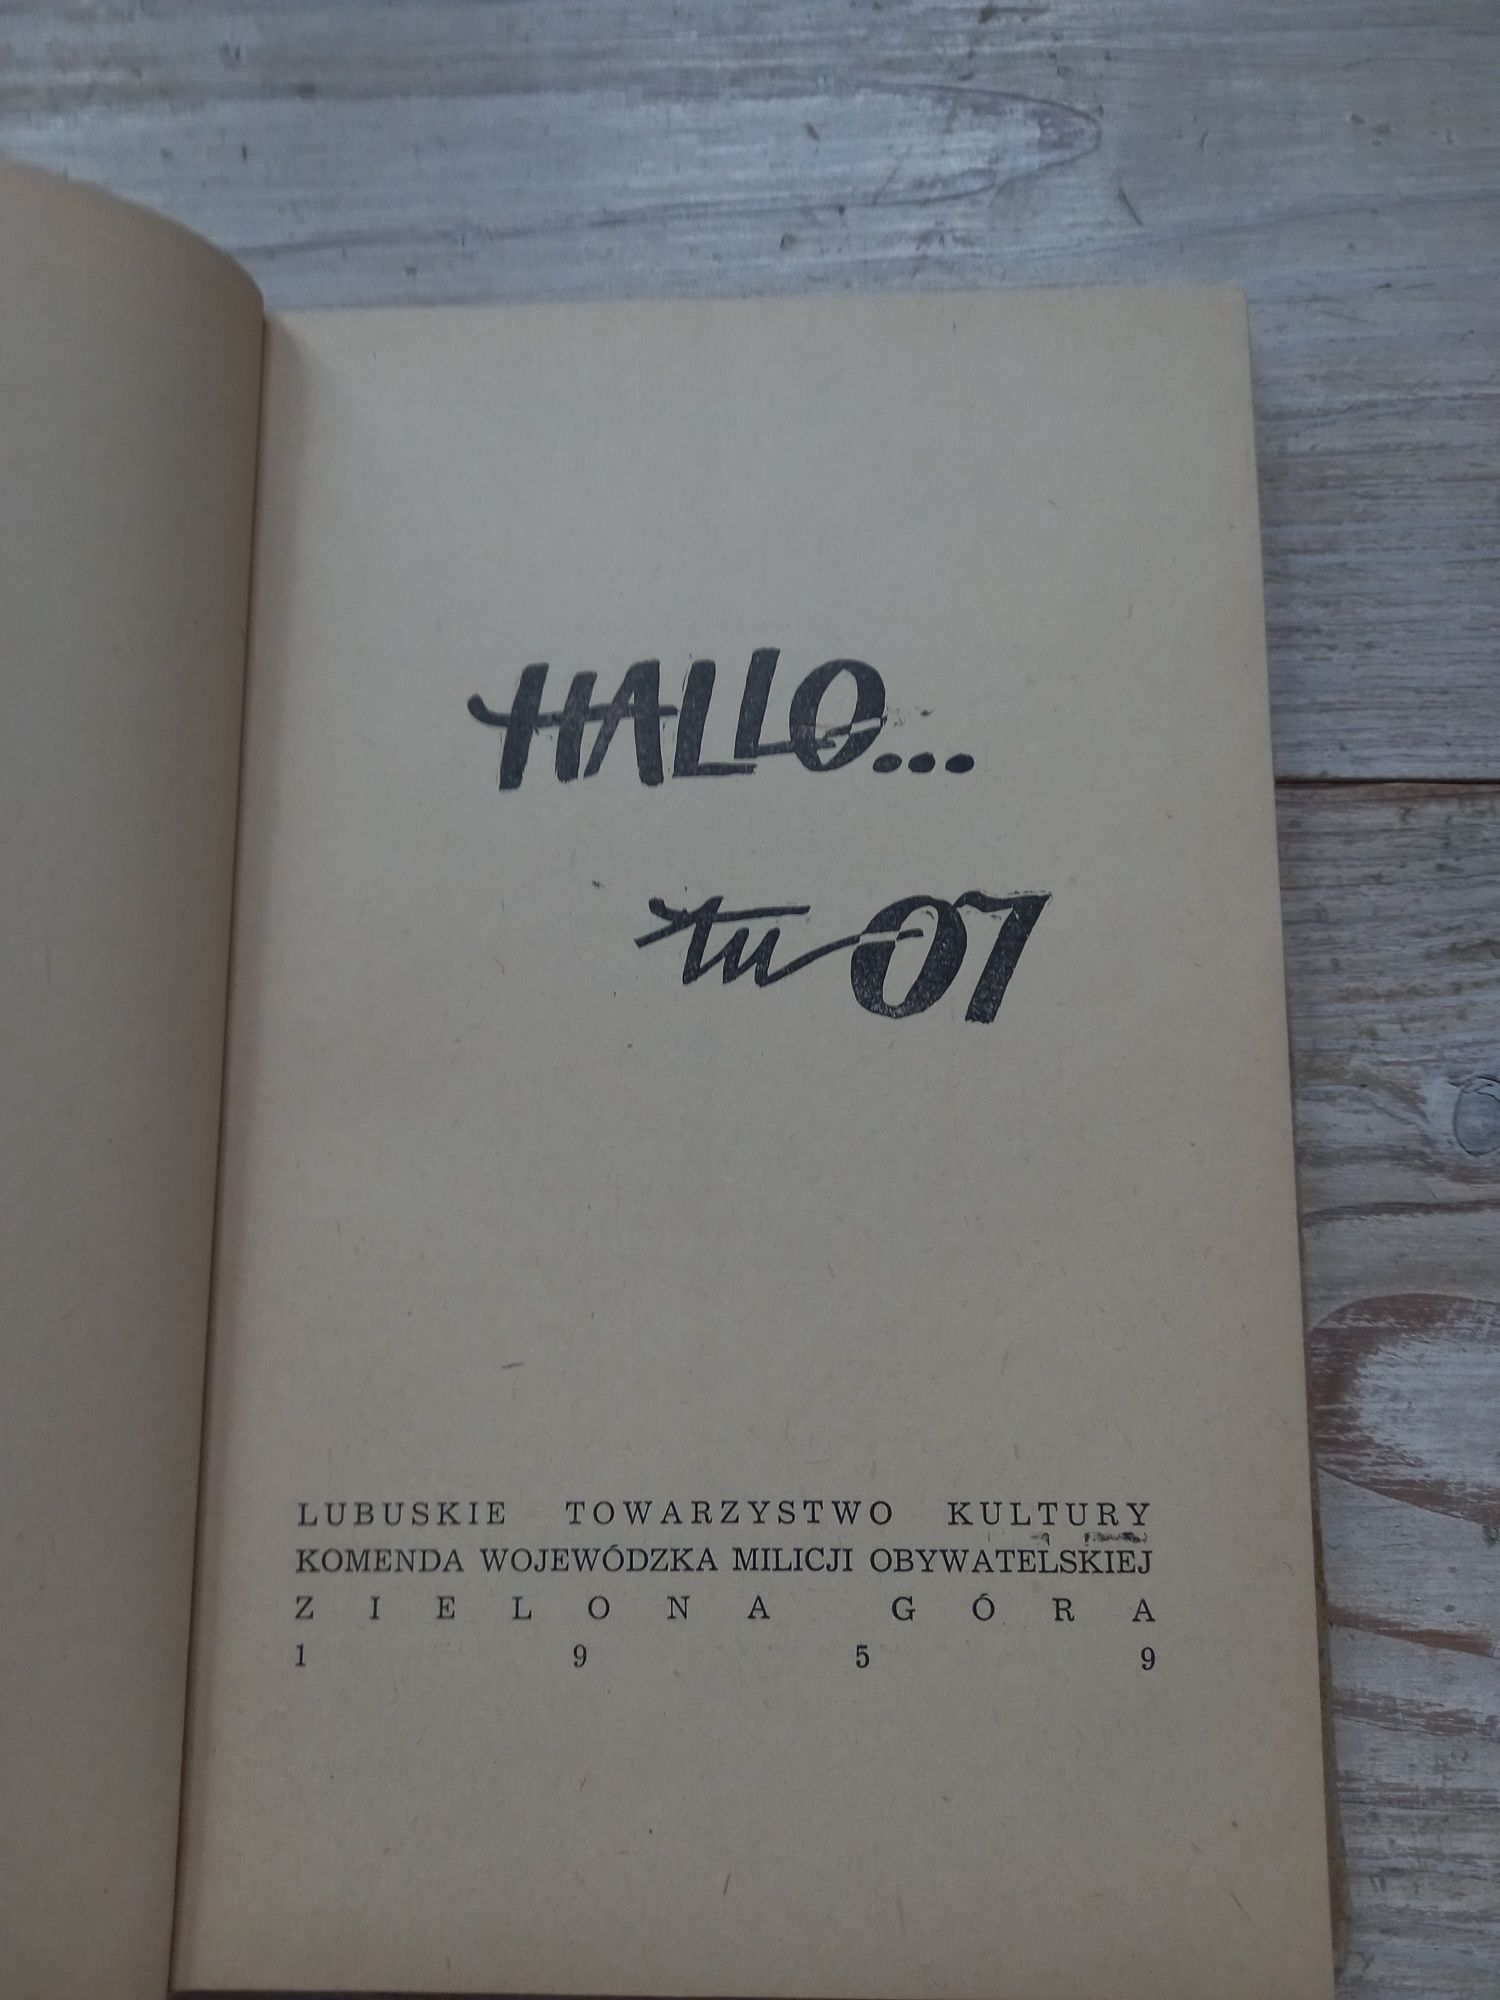 HALLO...
tu 07
LUBUSKIE TOWARZYSTWO KULTURY
KOMENDA WOJEWÓDZKA MILICJI OBYWATELSKIEJ
ZIELONA GÓRA
1959